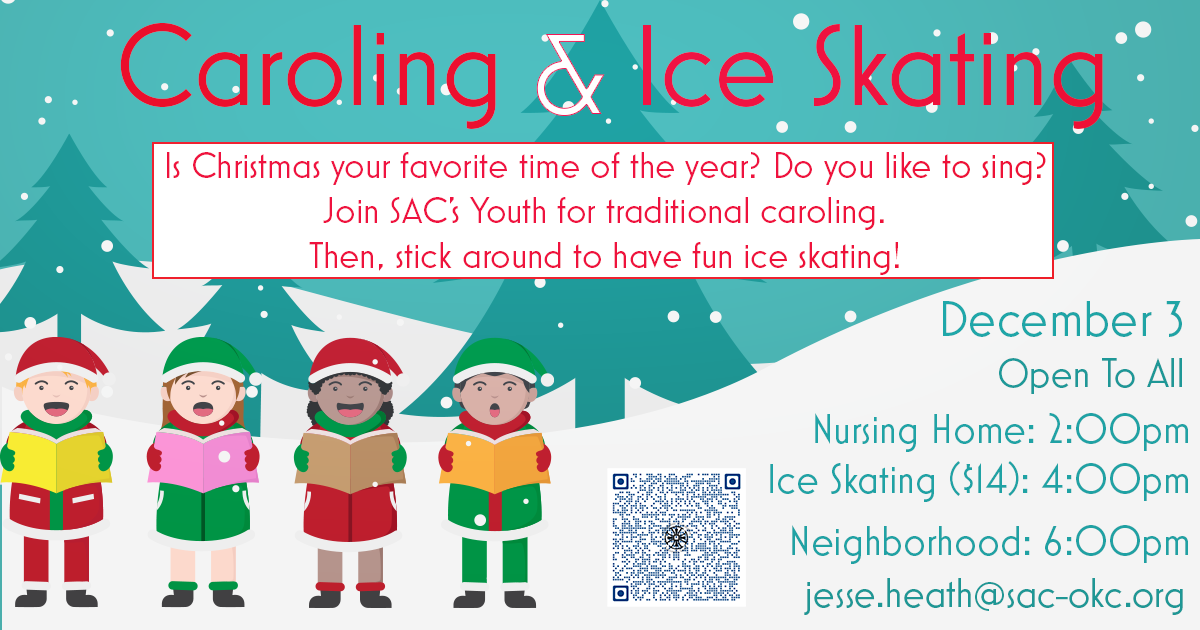 Caroling & Ice Skating
Is Christmas your favorite time of the year? Do you like to sing?
Join SAC's Youth for traditional caroling.
Then, stick around to have fun ice skating!
December 3
Open To All
Nursing Home: 2:00pm
Ice Skating ($14): 4:00pm
Neighborhood: 6:00pm
jesse.heath@sac-okc.org